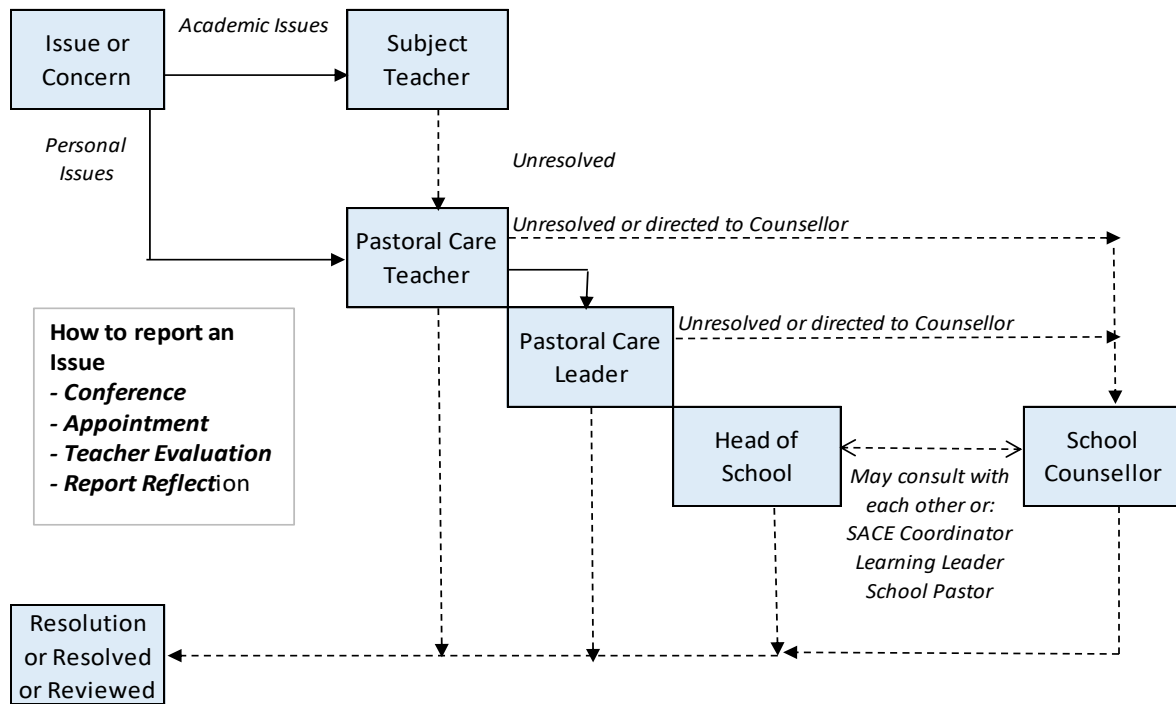 Issue or
Concern
Academic Issues
Subject
Teacher
Personal
Issues
Unresolved
Pastoral Care
Teacher
Unresolved or directed to Counsellor
How to report an
Issue
- Conference
- Appointment
- Teacher Evaluation
- Report Reflection
Pastoral Care
Leader
Unresolved or directed to Counsellor
Head of
School
May consult with
each other or:
SACE Coordinator
Learning Leader
School Pastor
School
Counsellor
Resolution
or Resolved
or Reviewed